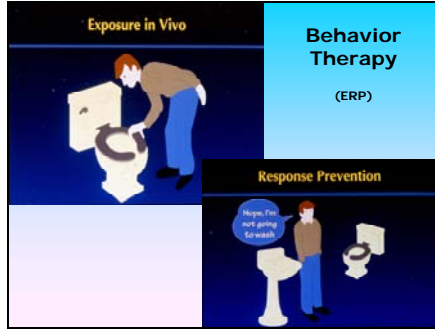 Exposure in Vivo
Behavior
Therapy
(ERP)
Response Prevention
Nope, I'm
not going
to wash